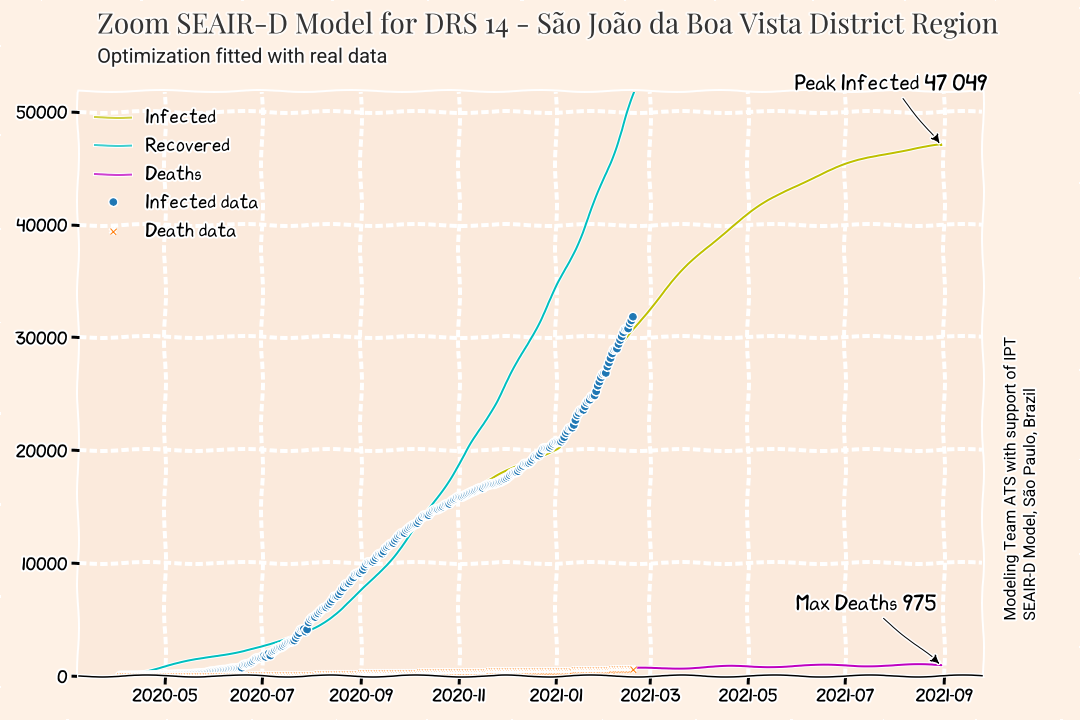 Zoom SEAIR-D Model for DRS 14 - São João da Boa Vista District Region
Optimization fitted with real data
Peak Infected 47 049
50000
40000
30000
20000
10000
0
Infected
Recovered
Deaths
Infected data
Death data
Max Deaths 975
2020-05
2020-07
2020-09
2020-11
2021-01
2021-03
2021-05
2021-07
2021-09
Modeling Team ATS with support of IPT
SEAIR-D Model, São Paulo, Brazil